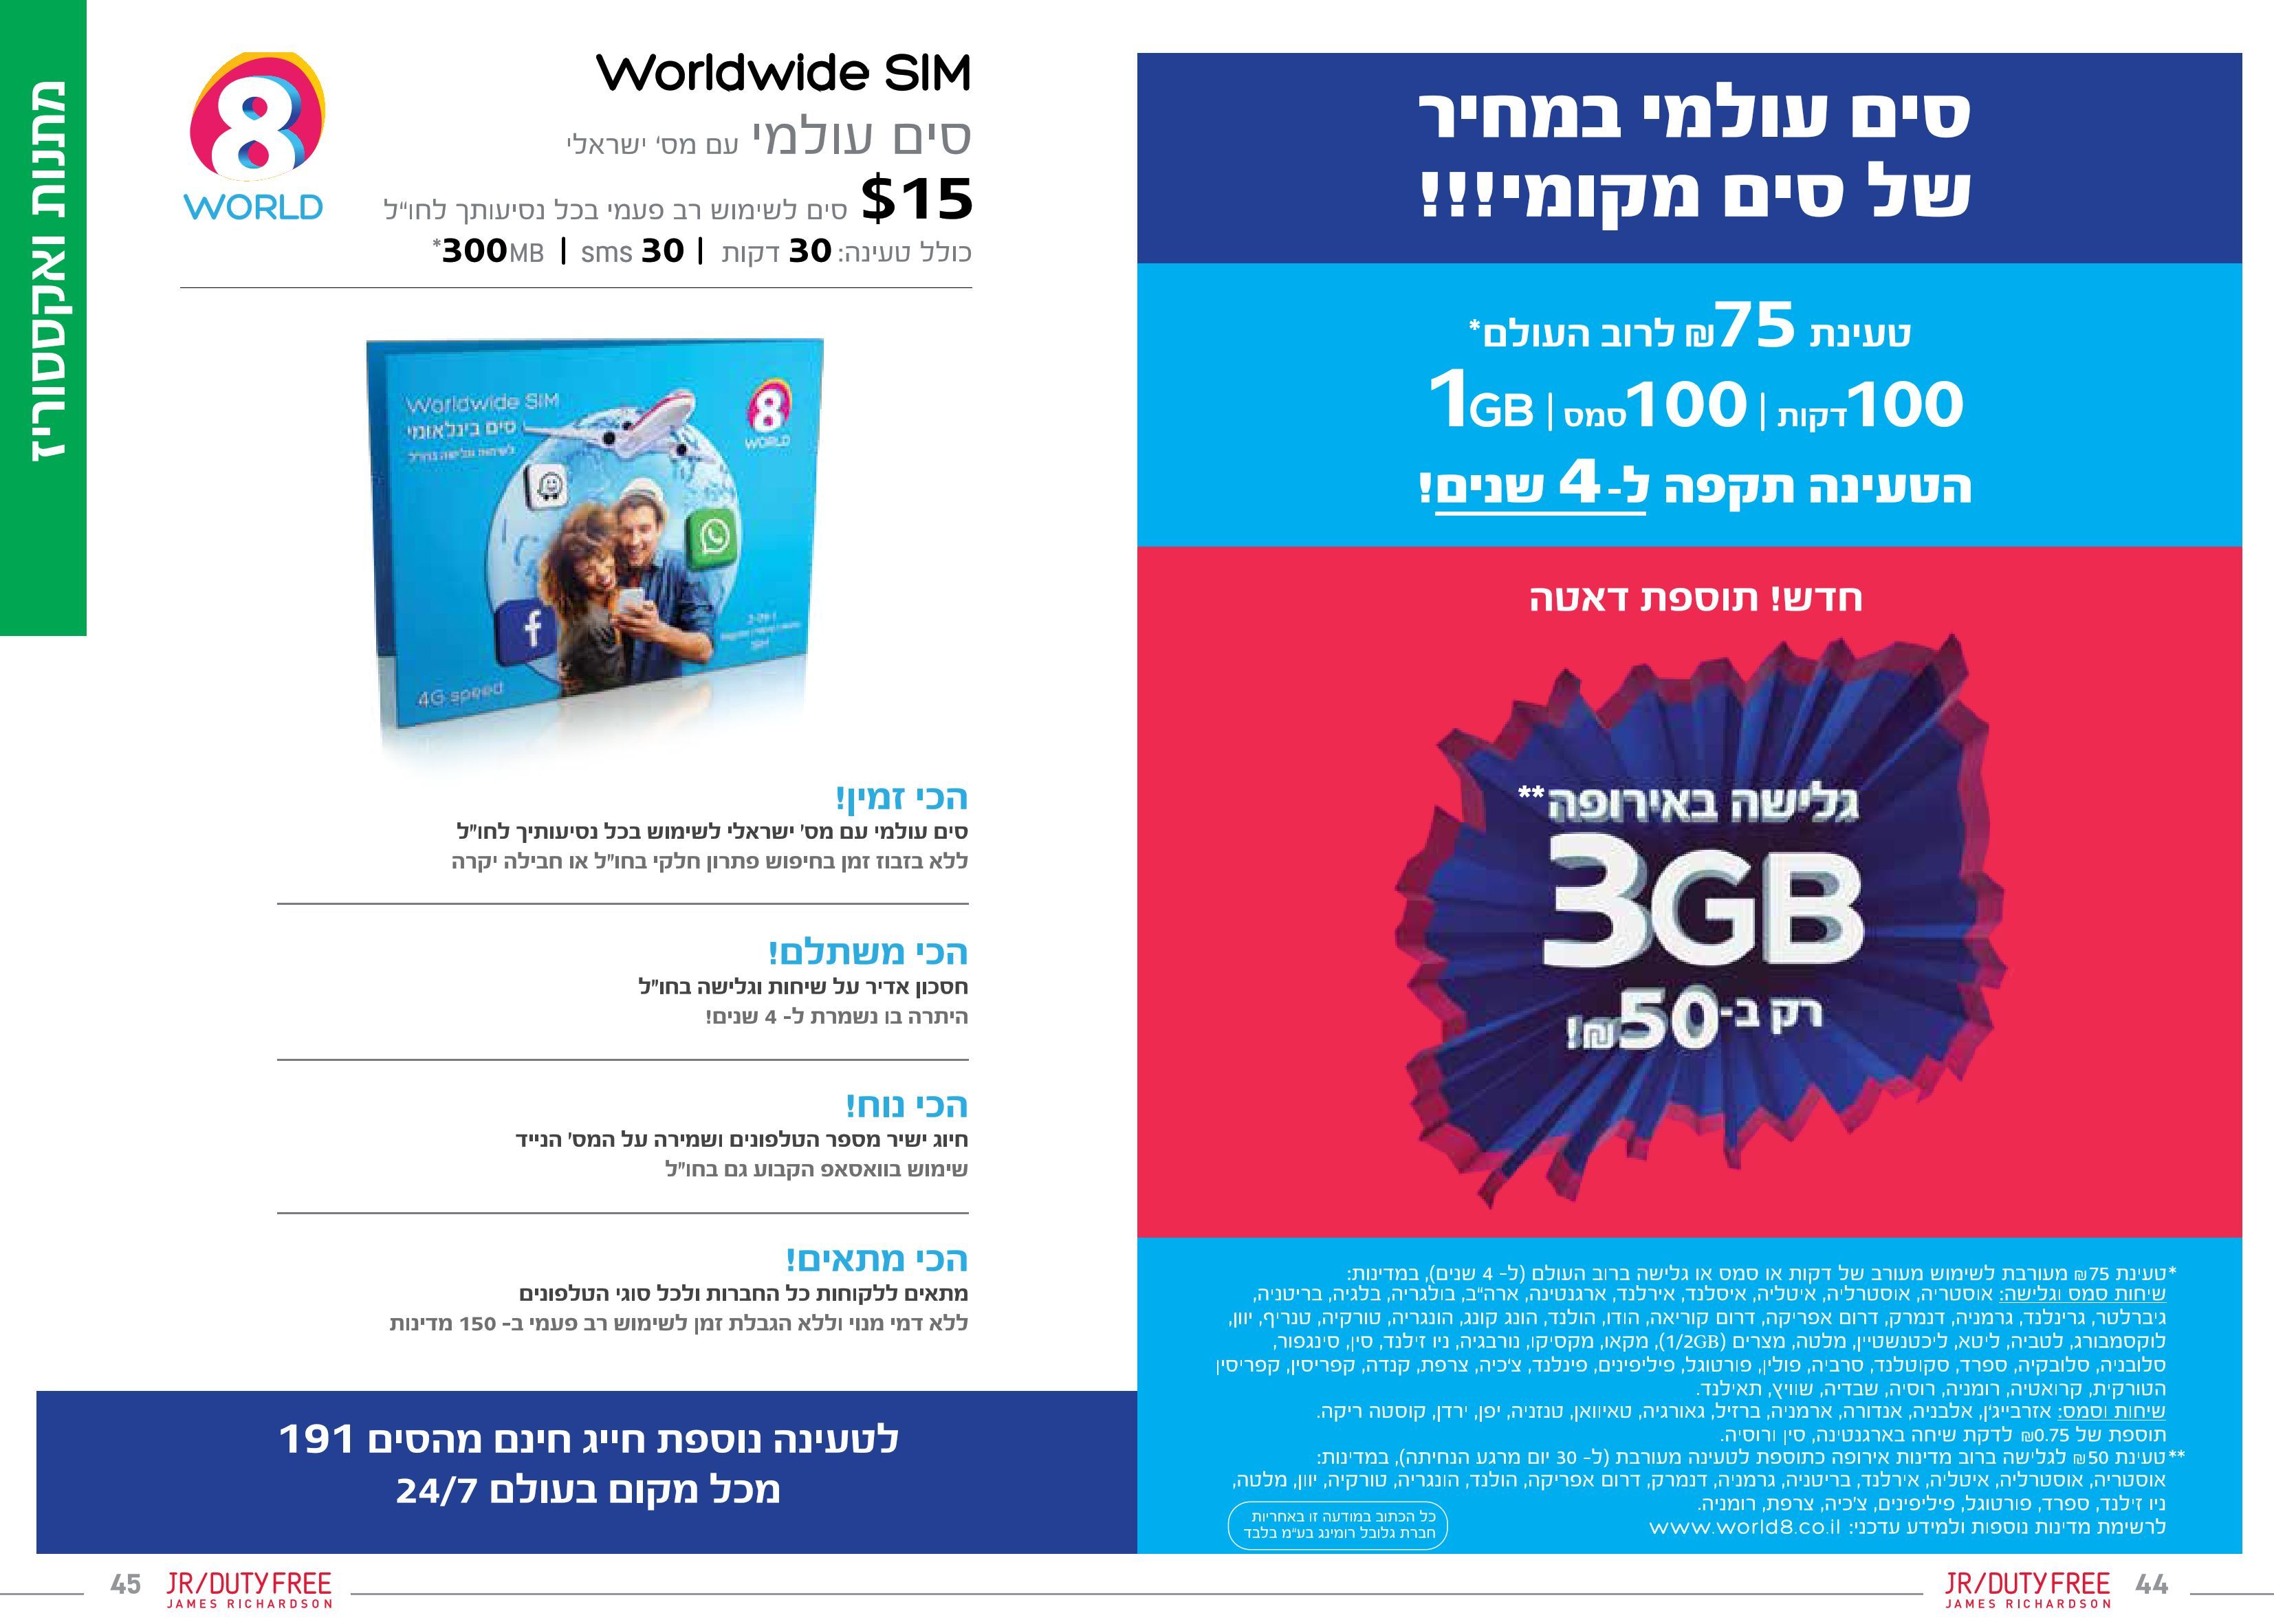 סים עולמי במחיר
של סים מקומי!!!
טעינת 75₪ לרוב העולם*
100 דקות | 100 סמס | 1GB
הטעינה תקפה ל-4 שנים!
חדש! תוספת דאטה
גלישה באירופה**
3GB
רק ב-50₪!
*טעינת 75₪ מעורבת לשימוש מעורב של דקות או סמס או גלישה ברוב העולם (ל- 4 שנים), במדינות:
שיחות סמס וגלישה: אוסטריה, אוסטרליה, איטליה, איסלנד, אירלנד, ארגנטינה, ארה״ב, בולגריה, בלגיה, בריטניה,
גיברלטר, גרינלנד, גרמניה, דנמרק, דרום אפריקה, דרום קוריאה, הודו, הולנד, הונג קונג, הונגריה, טורקיה, טנריף, יוון,
לוקסמבורג, לטביה, ליטא, ליכטנשטיין, מלטה, מצרים (1/2GB), מקאו, מקסיקו, נורבגיה, ניו זילנד, סין, סינגפור,
סלובניה, סלובקיה, ספרד, סקוטלנד, סרביה, פולין, פורטוגל, פיליפינים, פינלנד, צ'כיה, צרפת, קנדה, קפריסין, קפריסין
הטורקית, קרואטיה, רומניה, רוסיה, שבדיה, שוויץ, תאילנד.
שיחות וסמס: אזרבייג'ן, אלבניה, אנדורה, ארמניה, ברזיל, גאורגיה, טאיוואן, טנזניה, יפן, ירדן, קוסטה ריקה.
תוספת של 0.75₪ לדקת שיחה בארגנטינה, סין ורוסיה.
**טעינת 50₪ לגלישה ברוב מדינות אירופה כתוספת לטעינה מעורבת (ל- 30 יום מרגע הנחיתה), במדינות:
אוסטריה, אוסטרליה, איטליה, אירלנד, בריטניה, גרמניה, דנמרק, דרום אפריקה, הולנד, הונגריה, טורקיה, יוון, מלטה,
ניו זילנד, ספרד, פורטוגל, פיליפינים, צ'כיה, צרפת, רומניה.
לרשימת מדינות נוספות ולמידע עדכני: www.world8.co.il
כל הכתוב במודעה זו באחריות
חברת גלובל רומינג בע״מ בלבד
44 JR/DUTY FREE
JAMES RICHARDSON
מתנות ואקססוריז
8
WORLD
Worldwide SIM
סים עולמי עם מס' ישראלי
$15 סים לשימוש רב פעמי בכל נסיעותך לחו״ל
כולל טעינה: 30 דקות | 30 sms | 300MB*
Worldwide SIM
סים בינלאומי
לשיחות וגלישה בחו״ל
8
WORLD
f
4G speed
הכי זמין!
סים עולמי עם מס' ישראלי לשימוש בכל נסיעותיך לחו"ל
ללא בזבוז זמן בחיפוש פתרון חלקי בחו"ל או חבילה יקרה
הכי משתלם!
חסכון אדיר על שיחות וגלישה בחו"ל
היתרה בו נשמרת ל- 4 שנים!
הכי נוח!
חיוג ישיר מספר הטלפונים ושמירה על המס' הנייד
שימוש בוואסאפ הקבוע גם בחו"ל
הכי מתאים!
מתאים ללקוחות כל החברות ולכל סוגי הטלפונים
ללא דמי מנוי וללא הגבלת זמן לשימוש רב פעמי ב- 150 מדינות
לטעינה נוספת חייג חינם מהסים 191
מכל מקום בעולם 24/7
45 JR/DUTY FREE
JAMES RICHARDSON